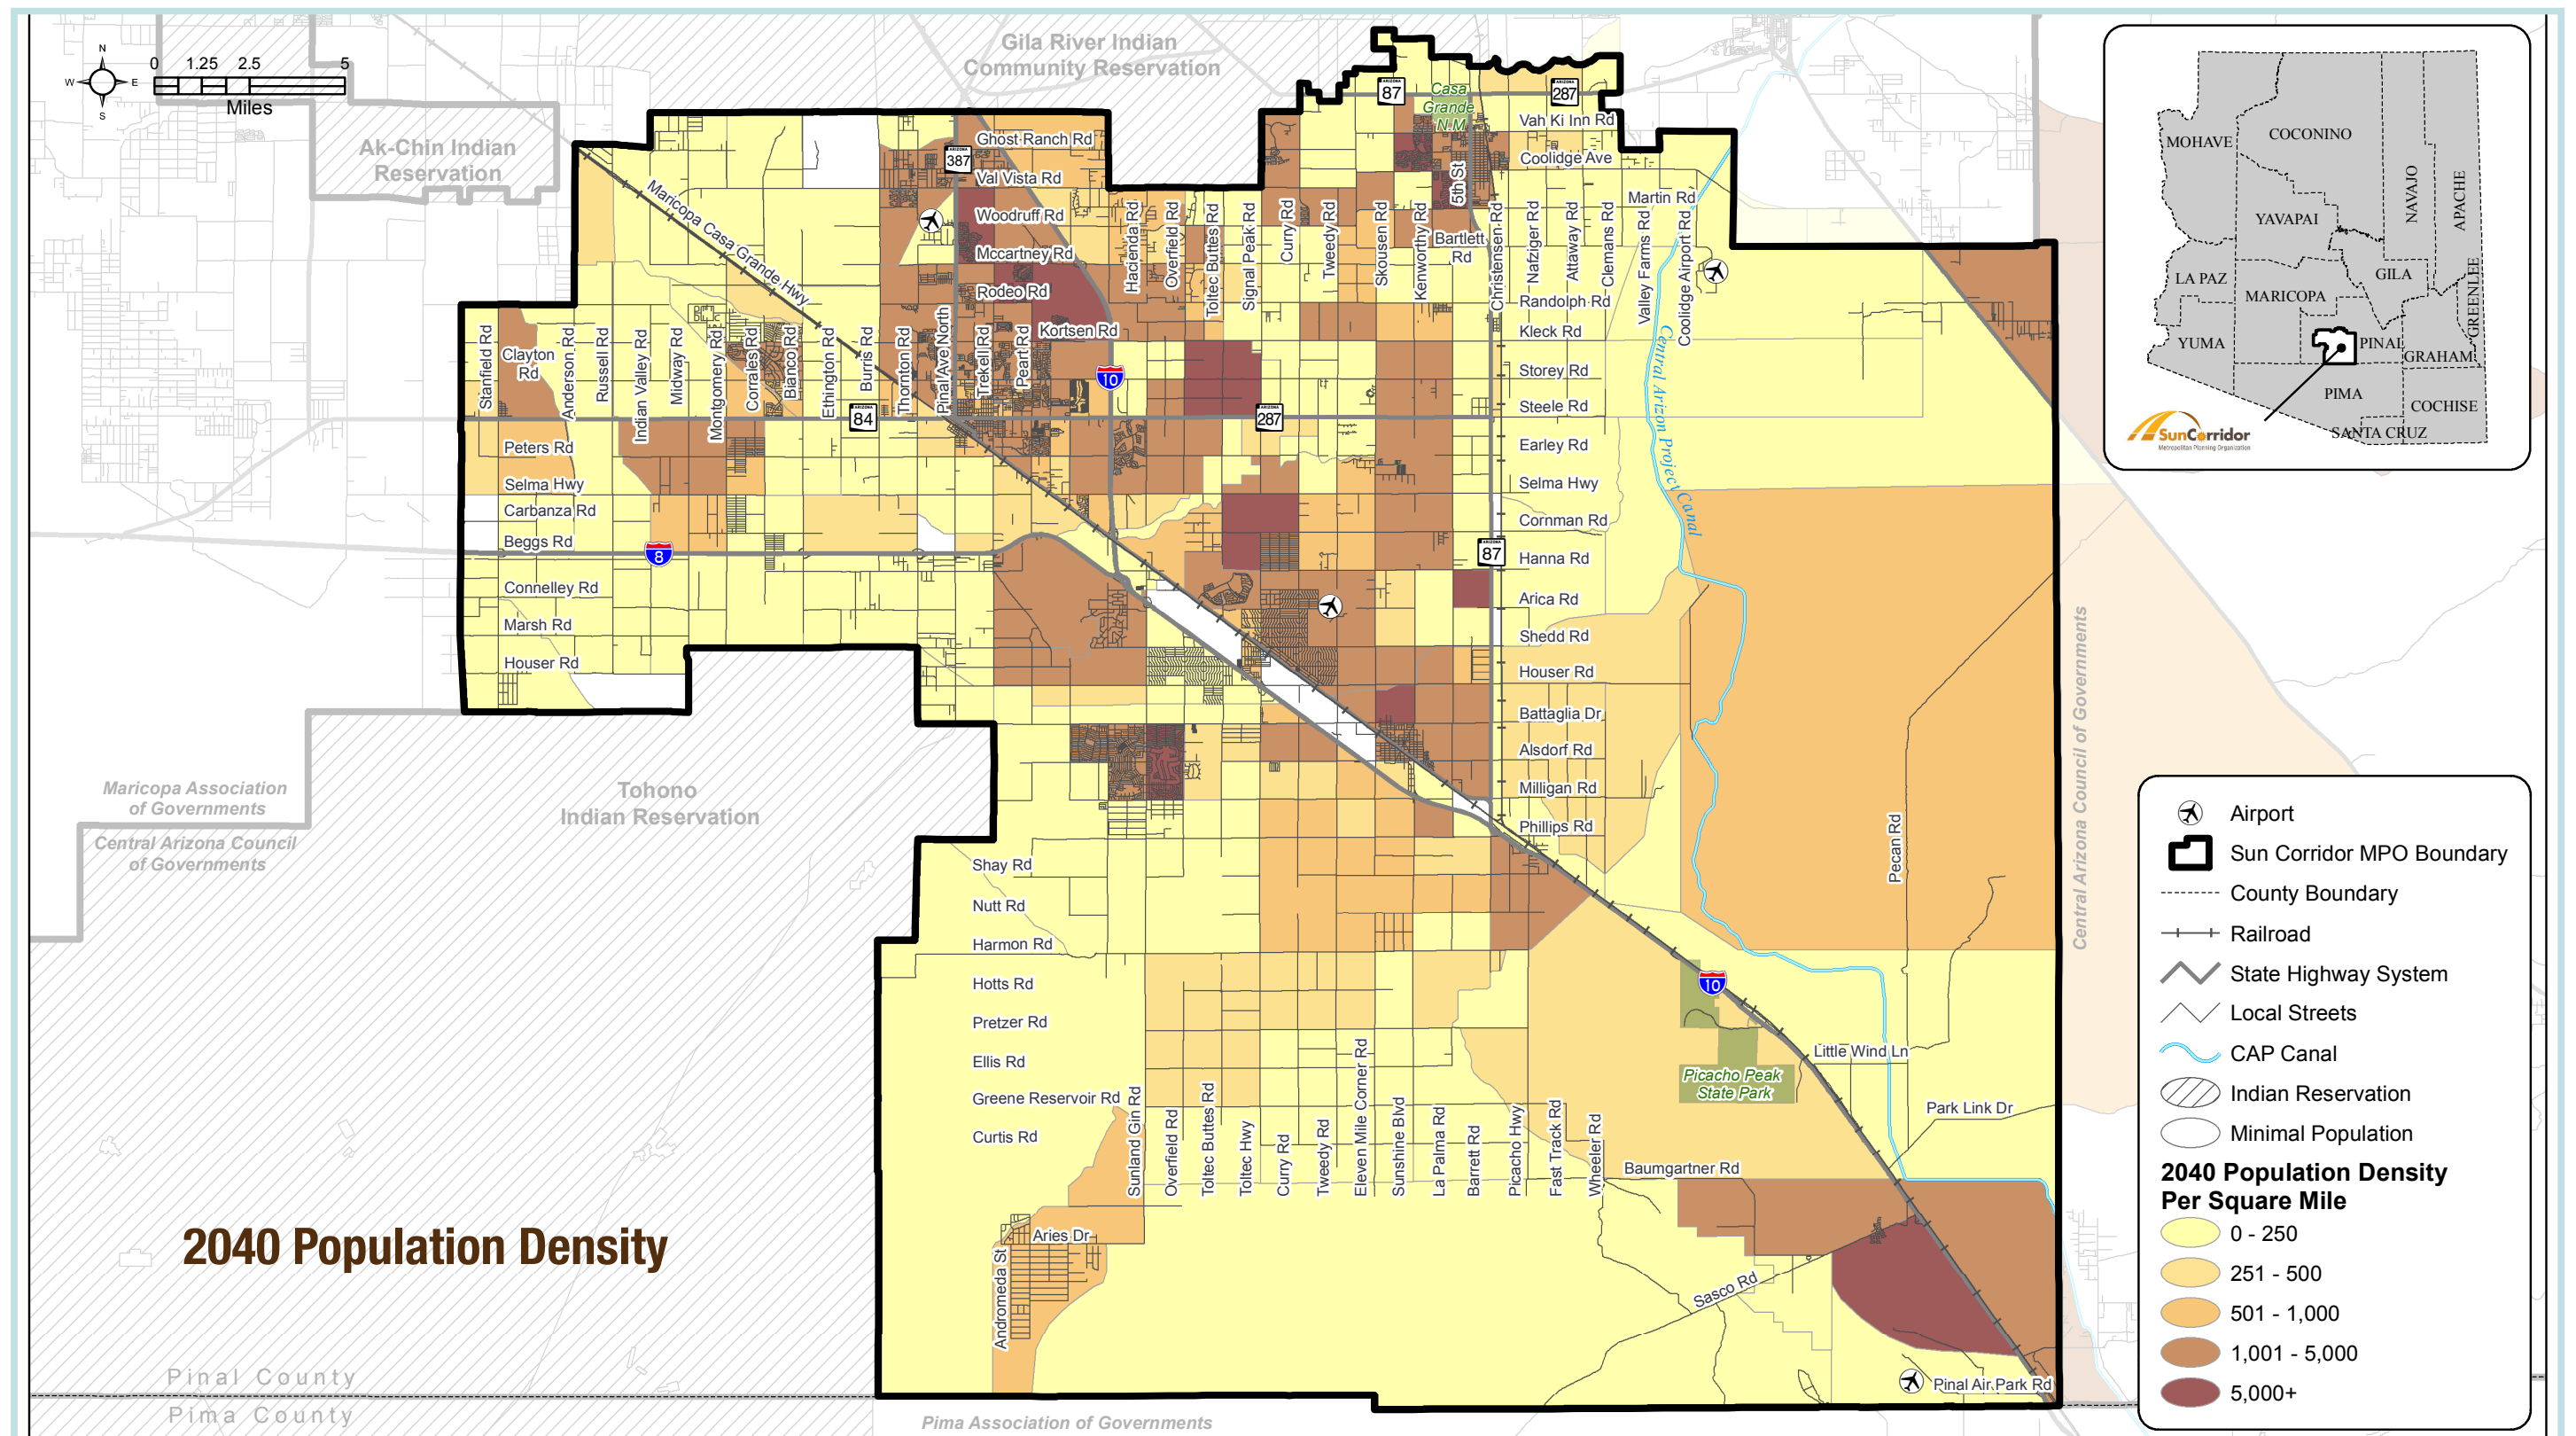 N
W
E
S
0
1.25
2.5
5
Miles
Gila River Indian
Community Reservation
Ak-Chin Indian
Reservation
ARIZONA
87
Casa
Grande
N.M
ARIZONA
287
Vah Ki Inn Rd
Ghost Ranch Rd
ARIZONA
387
Val Vista Rd
Coolidge Ave
5th St
Maricopa Casa Grande Hwy
Woodruff Rd
Mccartney Rd
Rodeo Rd
Kortsen Rd
Hacienda Rd
Overfield Rd
Toltec Buttes Rd
Signal Peak Rd
Curry Rd
Tweedy Rd
Skousen Rd
Kenworthy Rd
Bartlett
Rd
Christensen Rd
Nafziger Rd
Attaway Rd
Clemans Rd
Martin Rd
Valley Farms Rd
Coolidge Airport Rd
Randolph Rd
Kleck Rd
Storey Rd
Steele Rd
Earley Rd
Selma Hwy
Cornman Rd
Hanna Rd
Arica Rd
Shedd Rd
Houser Rd
Battaglia Dr
Alsdorf Rd
Milligan Rd
Phillips Rd
Central Arizon Project Canal
Stanfield Rd
Clayton
Rd
Anderson Rd
Russell Rd
Indian Valley Rd
Midway Rd
Montgomery Rd
Corrales Rd
Bianco Rd
Ethington Rd
Burris Rd
Thornton Rd
Pinal Ave North
Trekell Rd
Peart Rd
10
ARIZONA
84
ARIZONA
287
Peters Rd
Selma Hwy
Carbanza Rd
Beggs Rd
8
ARIZONA
87
Connelley Rd
Marsh Rd
Houser Rd
Maricopa Association
of Governments
Central Arizona Council
of Governments
Tohono
Indian Reservation
Shay Rd
Nutt Rd
Harmon Rd
Hotts Rd
Pretzer Rd
Ellis Rd
Greene Reservoir Rd
Curtis Rd
Sunland Gin Rd
Overfield Rd
Toltec Buttes Rd
Toltec Hwy
Curry Rd
Tweedy Rd
Eleven Mile Corner Rd
Sunshine Blvd
La Palma Rd
Barrett Rd
Picacho Hwy
Fast Track Rd
Wheeler Rd
Pecan Rd
10
Little Wind Ln
Picacho Peak
State Park
Park Link Dr
Baumgartner Rd
Aries Dr
Andromeda St
Sasco Rd
Pinal Air Park Rd
Central Arizona Council of Governments
2040 Population Density
Pinal County
Pima County
Pima Association of Governments
MOHAVE
COCONINO
NAVAJO
APACHE
YAVAPAI
LA PAZ
GILA
MARICOPA
GREENLEE
YUMA
PINAL
GRAHAM
PIMA
COCHISE
SANTA CRUZ
SunCorridor
Metropolitan Planning Organization
Airport
Sun Corridor MPO Boundary
County Boundary
Railroad
State Highway System
Local Streets
CAP Canal
Indian Reservation
Minimal Population
2040 Population Density
Per Square Mile
0 - 250
251 - 500
501 - 1,000
1,001 - 5,000
5,000+